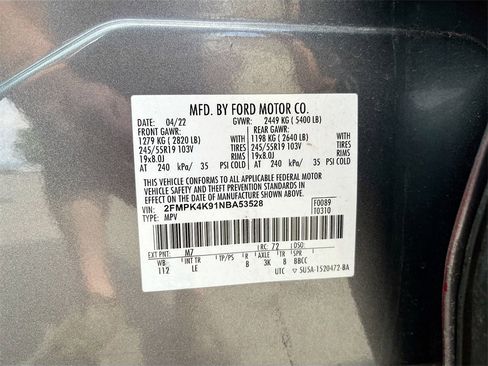 MFD. BY FORD MOTOR CO.
DATE: 04/22 GVWR: 2449 KG ( 5400 LB)
FRONT GAWR: REAR GAWR:
1279 KG ( 2820 LB) WITH 1198 KG ( 2640 LB) WITH
245/55R19 103V TIRES 245/55R19 103V TIRES
19x8.0J RIMS 19x8.0J RIMS
AT 240 kPa/ 35 PSI COLD AT 240 kPa/ 35 PSI COLD
THIS VEHICLE CONFORMS TO ALL APPLICABLE FEDERAL MOTOR
VEHICLE SAFETY AND THEFT PREVENTION STANDARDS IN
EFFECT ON THE DATE OF MANUFACTURE SHOWN ABOVE.
VIN: 2FMPK4K91NBA53528 F0089
TYPE: MPV T0310
EXT PNT: M7 RC: 72 DSO:
WB INT TR TP/PS R AXLE TR SPR
112 LE B 3K 8 BBCC
UTC SU5A-1520472-BA